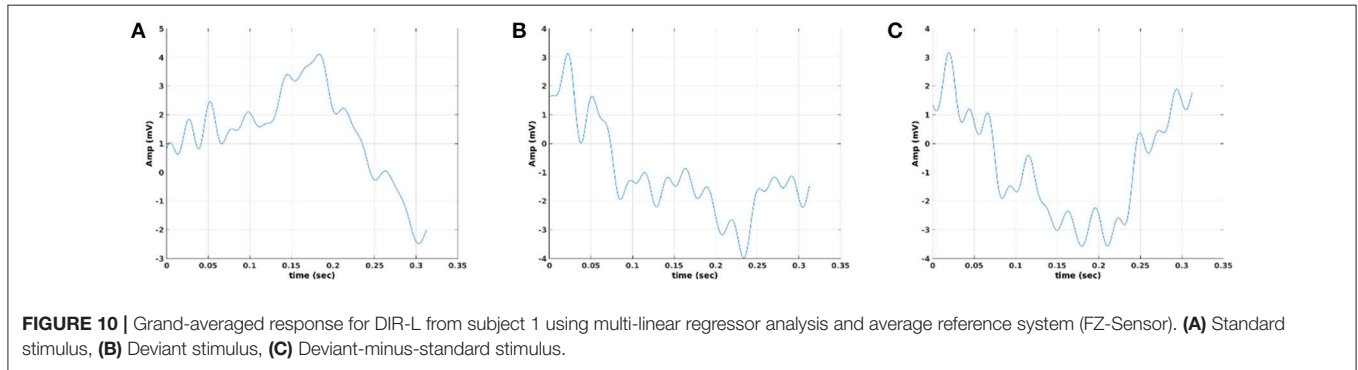 A
B
C
5
4
3
2
1
0
-1
-2
-3
Amp (mV)
0 0.05 0.1 0.15 0.2 0.25 0.3 0.35
time (sec)
4
3
2
1
0
-1
-2
-3
-4
Amp (mV)
0 0.05 0.1 0.15 0.2 0.25 0.3 0.35
time (sec)
4
3
2
1
0
-1
-2
-3
-4
Amp (mV)
0 0.05 0.1 0.15 0.2 0.25 0.3 0.35
time (sec)
FIGURE 10 | Grand-averaged response for DIR-L from subject 1 using multi-linear regressor analysis and average reference system (FZ-Sensor). (A) Standard
stimulus, (B) Deviant stimulus, (C) Deviant-minus-standard stimulus.